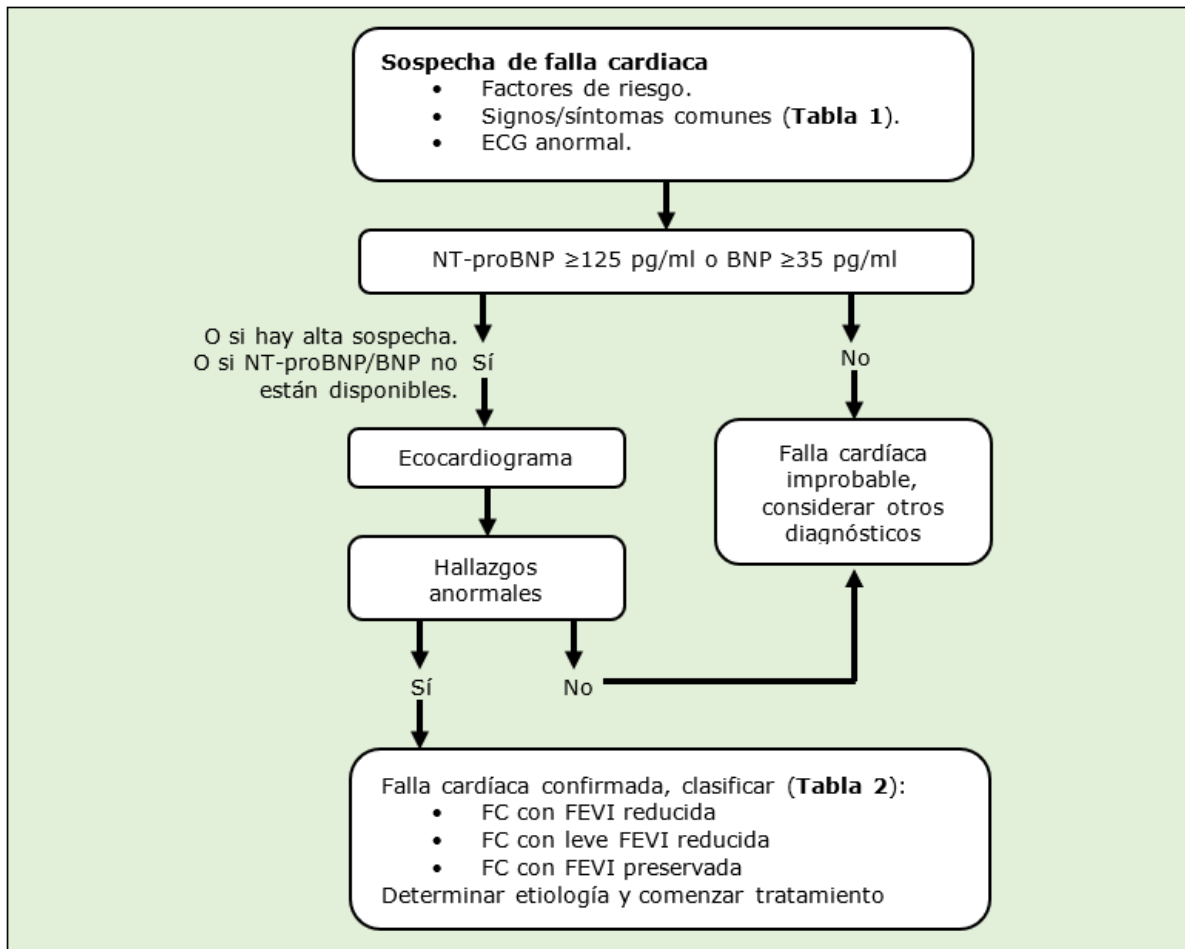 Sospecha de falla cardiaca
• Factores de riesgo.
• Signos/síntomas comunes (Tabla 1).
• ECG anormal.
NT-proBNP ≥125 pg/ml o BNP ≥35 pg/ml
O si hay alta sospecha.
O si NT-proBNP/BNP no
están disponibles.
Sí
No
Ecocardiograma
Falla cardíaca
improbable,
considerar otros
diagnósticos
Hallazgos
anormales
Sí
No
Falla cardíaca confirmada, clasificar (Tabla 2):
• FC con FEVI reducida
• FC con leve FEVI reducida
• FC con FEVI preservada
Determinar etiología y comenzar tratamiento